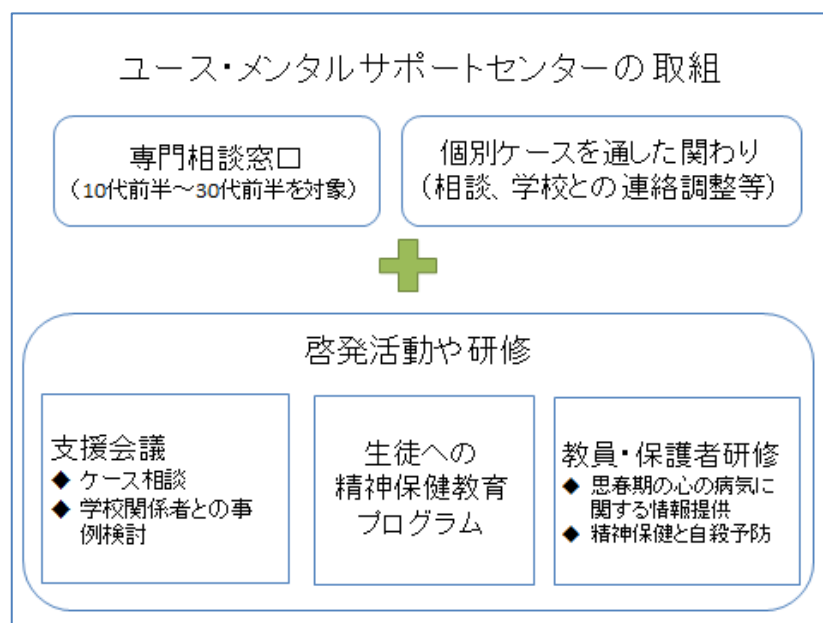 ユース・メンタルサポートセンターの取組
専門相談窓口
（10代前半～30代前半を対象）
個別ケースを通した関わり
（相談、学校との連絡調整等）
啓発活動や研修
支援会議
◆ ケース相談
◆ 学校関係者との事
例検討
生徒への
精神保健教育
プログラム
教員・保護者研修
◆ 思春期の心の病気に
関する情報提供
◆ 精神保健と自殺予防